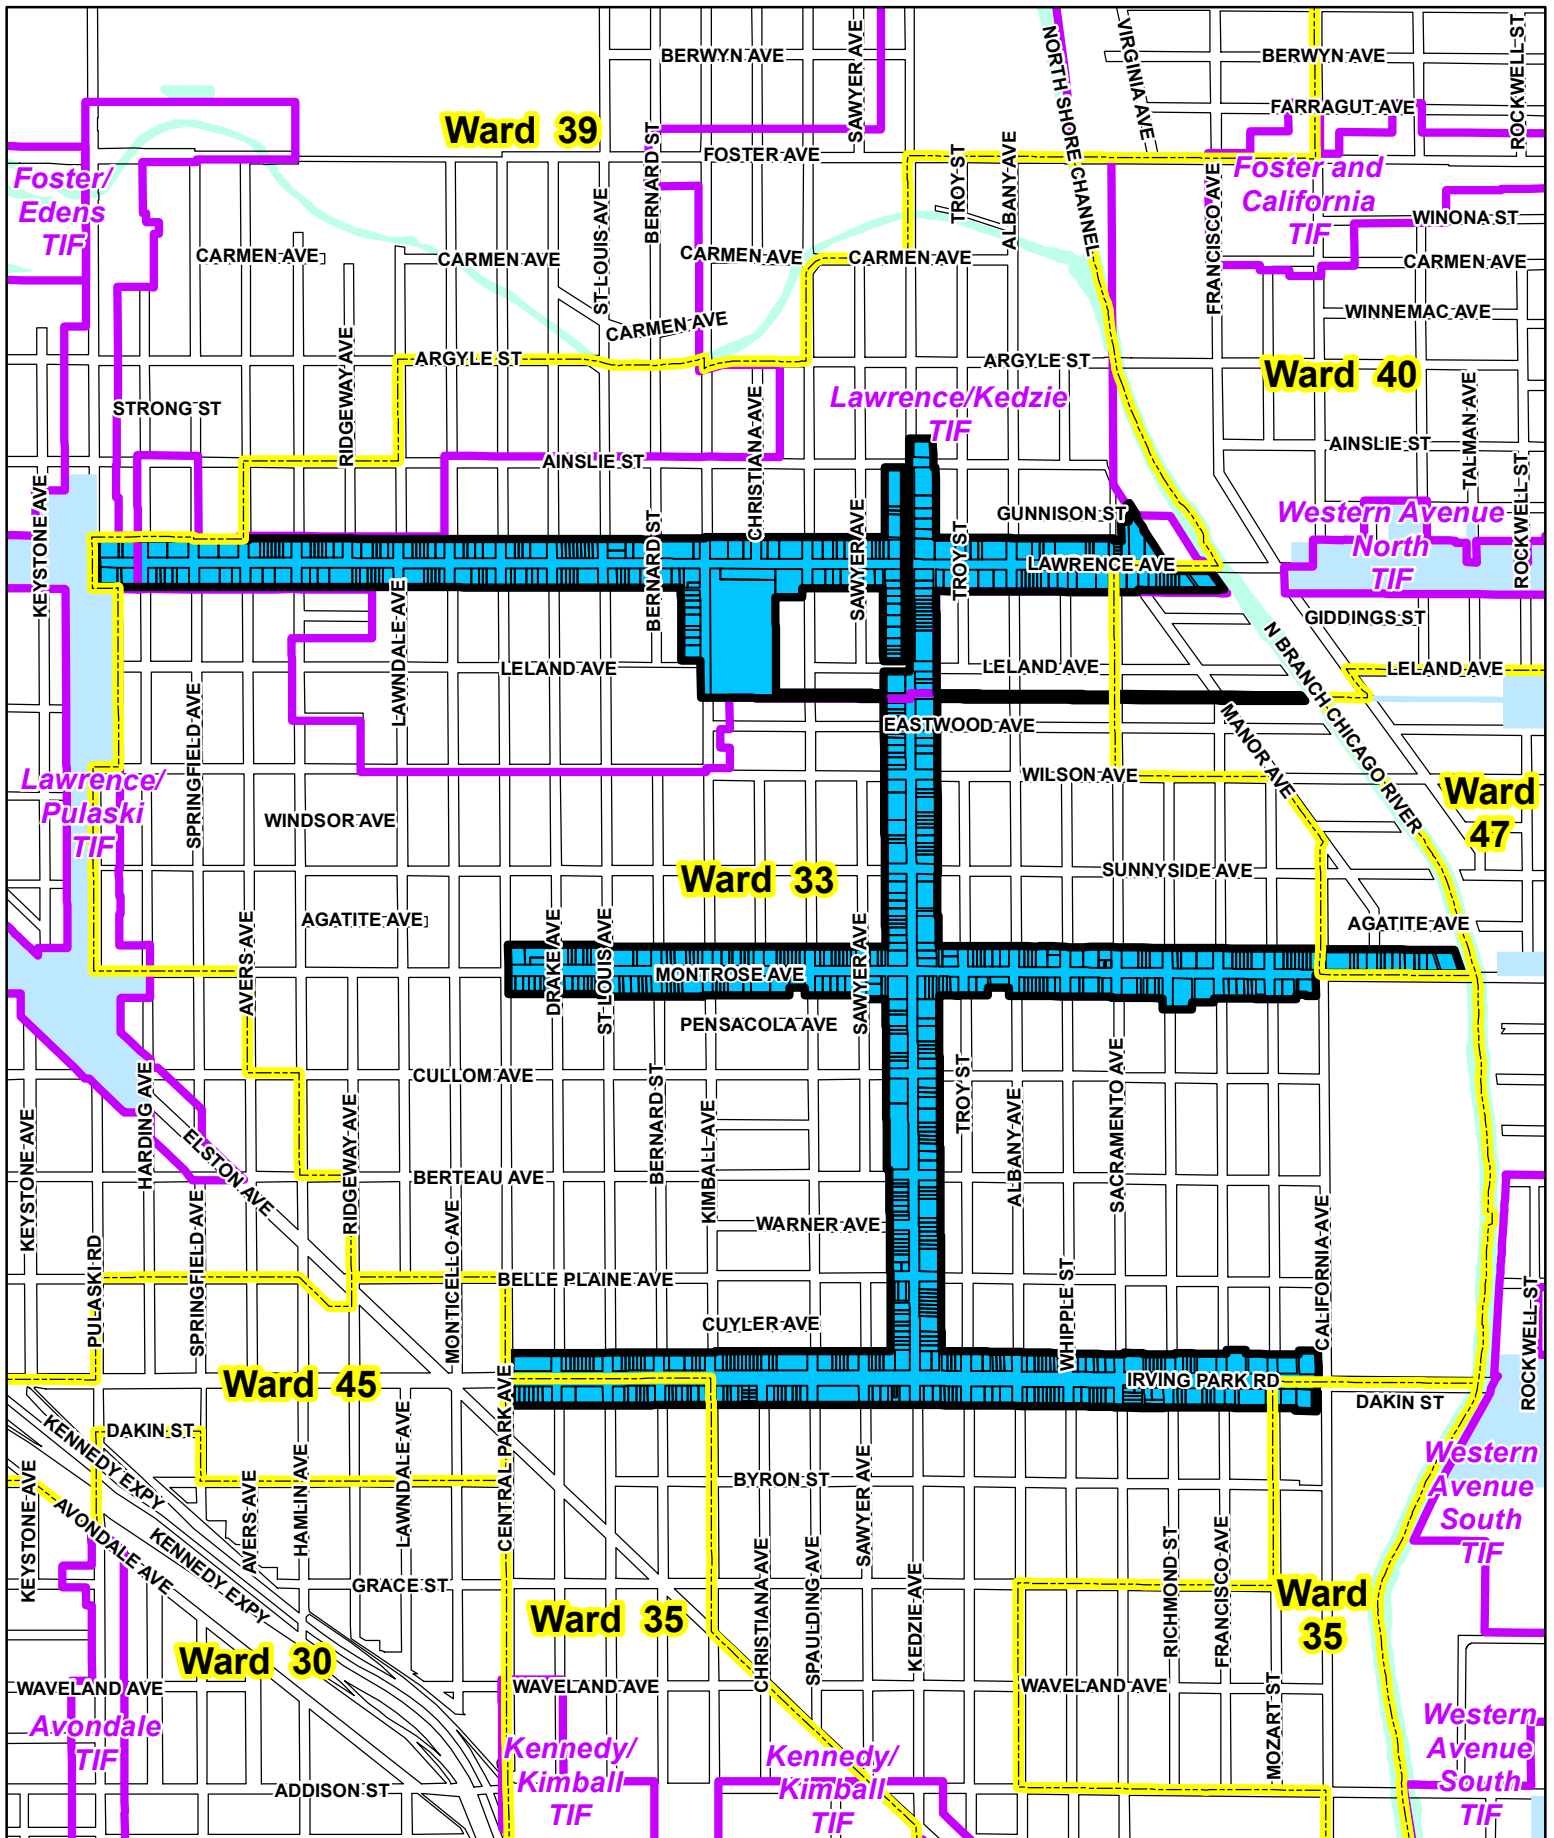 BERWYN AVE
SAWYER AVE
NORTH SHORE CHANNEL
VIRGINIA AVE
BERWYN AVE
ROCKWELL ST
FARRAGUT AVE
Ward 39
BERNARD ST
FOSTER AVE
TROY ST
ALBANY AVE
Foster/
Edens
TIF
ST LOUIS AVE
FRANCISCO AVE
Foster and
California
TIF
WINONA ST
CARMEN AVE
CARMEN AVE
CARMEN AVE
CARMEN AVE
CARMEN AVE
CARMEN AVE
WINNEMAC AVE
RIDGEWAY AVE
ARGYLE ST
ARGYLE ST
Ward 40
STRONG ST
CHRISTIANA AVE
Lawrence/Kedzie
TIF
TALMAN AVE
AINSLIE ST
AINSLIE ST
KEYSTONE AVE
BERNARD ST
SAWYER AVE
TROY ST
GUNNISON ST
Western Avenue
North
TIF
ROCKWELL ST
LAWRENCE AVE
LAWNDALE AVE
GIDDINGS ST
N BRANCH CHICAGO RIVER
LELAND AVE
LELAND AVE
LELAND AVE
SPRINGFIELD AVE
EASTWOOD AVE
MANOR AVE
Lawrence/
Pulaski
TIF
WILSON AVE
Ward
47
WINDSOR AVE
Ward 33
SUNNYSIDE AVE
AVERS AVE
AGATITE AVE
DRAKE AVE
ST LOUIS AVE
SAWYER AVE
AGATITE AVE
MONTROSE AVE
PENSACOLA AVE
HARDING AVE
CULLOM AVE
BERNARD ST
TROY ST
SACRAMENTO AVE
KEYSTONE AVE
ELSTON AVE
RIDGEWAY AVE
KIMBALL AVE
ALBANY AVE
BERTEAU AVE
SPRINGFIELD AVE
MONTICELLO AVE
WARNER AVE
CALIFORNIA AVE
PULASKI RD
BELLE PLAINE AVE
WHIPPLE ST
ROCKWELL ST
CUYLER AVE
Ward 45
CENTRAL PARK AVE
IRVING PARK RD
DAKIN ST
DAKIN ST
KENNEDY EXPY
HAMLIN AVE
LAWNDALE AVE
KEYSTONE AVE
AVERS AVE
BYRON ST
SAWYER AVE
Western
Avenue
South
TIF
AVONDALE AVE
KENNEDY EXPY
CHRISTIANA AVE
SPAULDING AVE
KEDZIE AVE
RICHMOND ST
FRANCISCO AVE
GRACE ST
Ward 35
Ward
35
Ward 30
WAVELAND AVE
WAVELAND AVE
WAVELAND AVE
MOZART ST
Avondale
TIF
Kennedy/
Kimball
TIF
Kennedy/
Kimball
TIF
Western
Avenue
South
TIF
ADDISON ST